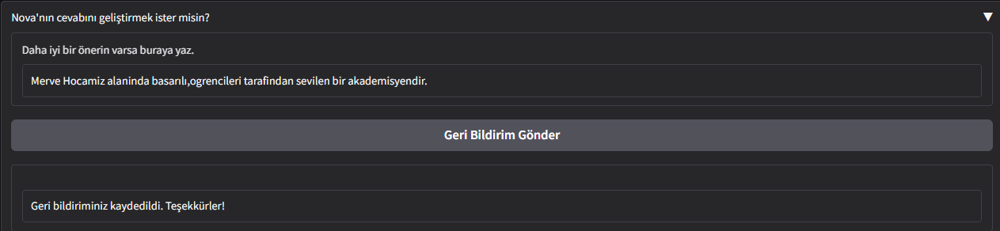 Nova'nın cevabını geliştirmek ister misin?
Daha iyi bir önerin varsa buraya yaz.
Merve Hocamiz alaninda basarılı,ogrencileri tarafindan sevilen bir akademisyendir.
Geri Bildirim Gönder
Geri bildiriminiz kaydedildi. Teşekkürler!